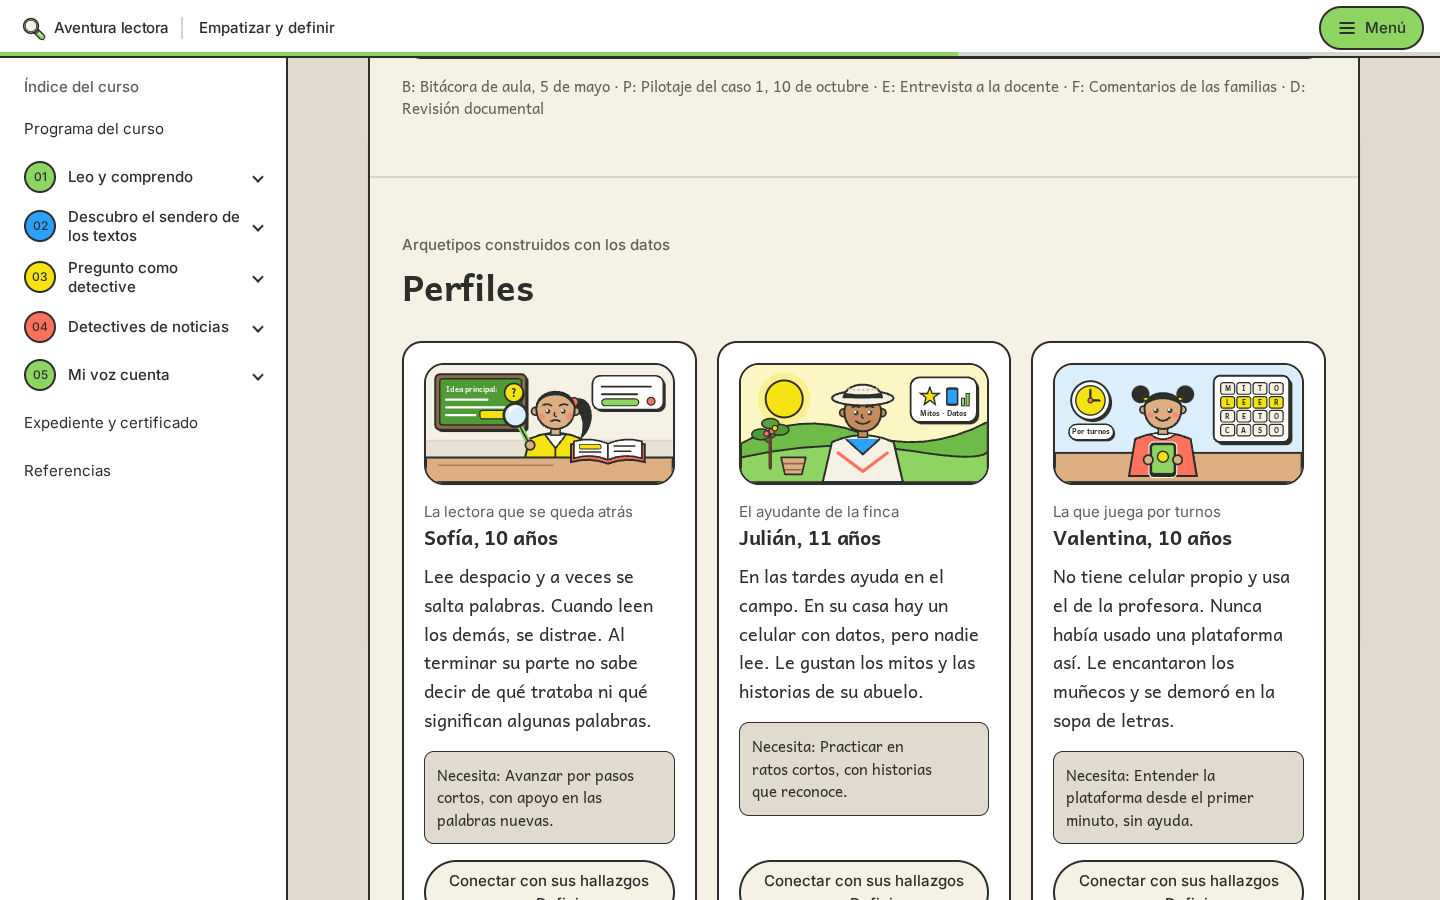 Aventura lectora
Empatizar y definir
Menú
Índice del curso
Programa del curso
01 Leo y comprendo
02 Descubro el sendero de
los textos
03 Pregunto como
detective
04 Detectives de noticias
05 Mi voz cuenta
Expediente y certificado
Referencias
B: Bitácora de aula, 5 de mayo · P: Pilotaje del caso 1, 10 de octubre · E: Entrevista a la docente · F: Comentarios de las familias · D:
Revisión documental
Arquetipos construidos con los datos
Perfiles
Idea principal:
?
La lectora que se queda atrás
Sofía, 10 años
Lee despacio y a veces se
salta palabras. Cuando leen
los demás, se distrae. Al
terminar su parte no sabe
decir de qué trataba ni qué
significan algunas palabras.
Necesita: Avanzar por pasos
cortos, con apoyo en las
palabras nuevas.
Conectar con sus hallazgos
Mitos · Datos
El ayudante de la finca
Julián, 11 años
En las tardes ayuda en el
campo. En su casa hay un
celular con datos, pero nadie
lee. Le gustan los mitos y las
historias de su abuelo.
Necesita: Practicar en
ratos cortos, con historias
que reconoce.
Conectar con sus hallazgos
Por turnos
M I T O
L E E R
R E T O
C A S O
La que juega por turnos
Valentina, 10 años
No tiene celular propio y usa
el de la profesora. Nunca
había usado una plataforma
así. Le encantaron los
muñecos y se demoró en la
sopa de letras.
Necesita: Entender la
plataforma desde el primer
minuto, sin ayuda.
Conectar con sus hallazgos